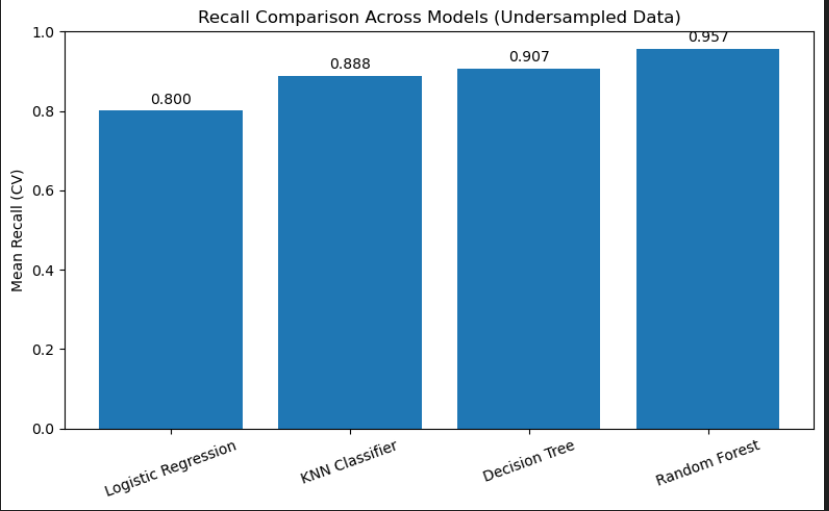 Recall Comparison Across Models (Undersampled Data)
1.0
0.8
0.6
0.4
0.2
0.0
Mean Recall (CV)
0.800
0.888
0.907
0.957
Logistic Regression
KNN Classifier
Decision Tree
Random Forest